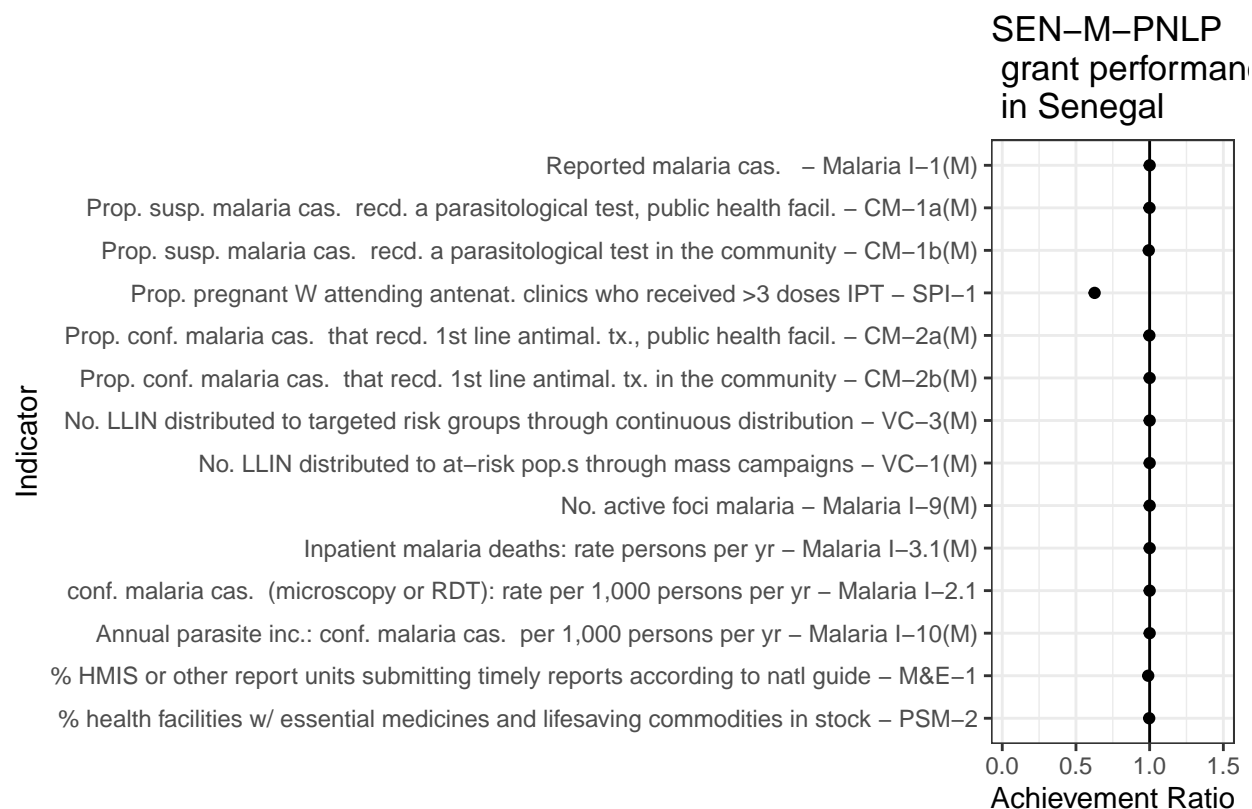 SEN−M−PNLP
grant performanc
in Senegal
Reported malaria cas.   − Malaria I−1(M)
Prop. susp. malaria cas.  recd. a parasitological test, public health facil. − CM−1a(M)
Prop. susp. malaria cas.  recd. a parasitological test in the community − CM−1b(M)
Prop. pregnant W attending antenat. clinics who received >3 doses IPT − SPI−1
Prop. conf. malaria cas.  that recd. 1st line antimal. tx., public health facil. − CM−2a(M)
Prop. conf. malaria cas.  that recd. 1st line antimal. tx. in the community − CM−2b(M)
No. LLIN distributed to targeted risk groups through continuous distribution − VC−3(M)
No. LLIN distributed to at−risk pop.s through mass campaigns − VC−1(M)
No. active foci malaria − Malaria I−9(M)
Inpatient malaria deaths: rate persons per yr − Malaria I−3.1(M)
conf. malaria cas.  (microscopy or RDT): rate per 1,000 persons per yr − Malaria I−2.1
Annual parasite inc.: conf. malaria cas.  per 1,000 persons per yr − Malaria I−10(M)
% HMIS or other report units submitting timely reports according to natl guide − M&E−1
% health facilities w/ essential medicines and lifesaving commodities in stock − PSM−2
Indicator
0.0 0.5 1.0 1.5
Achievement Ratio